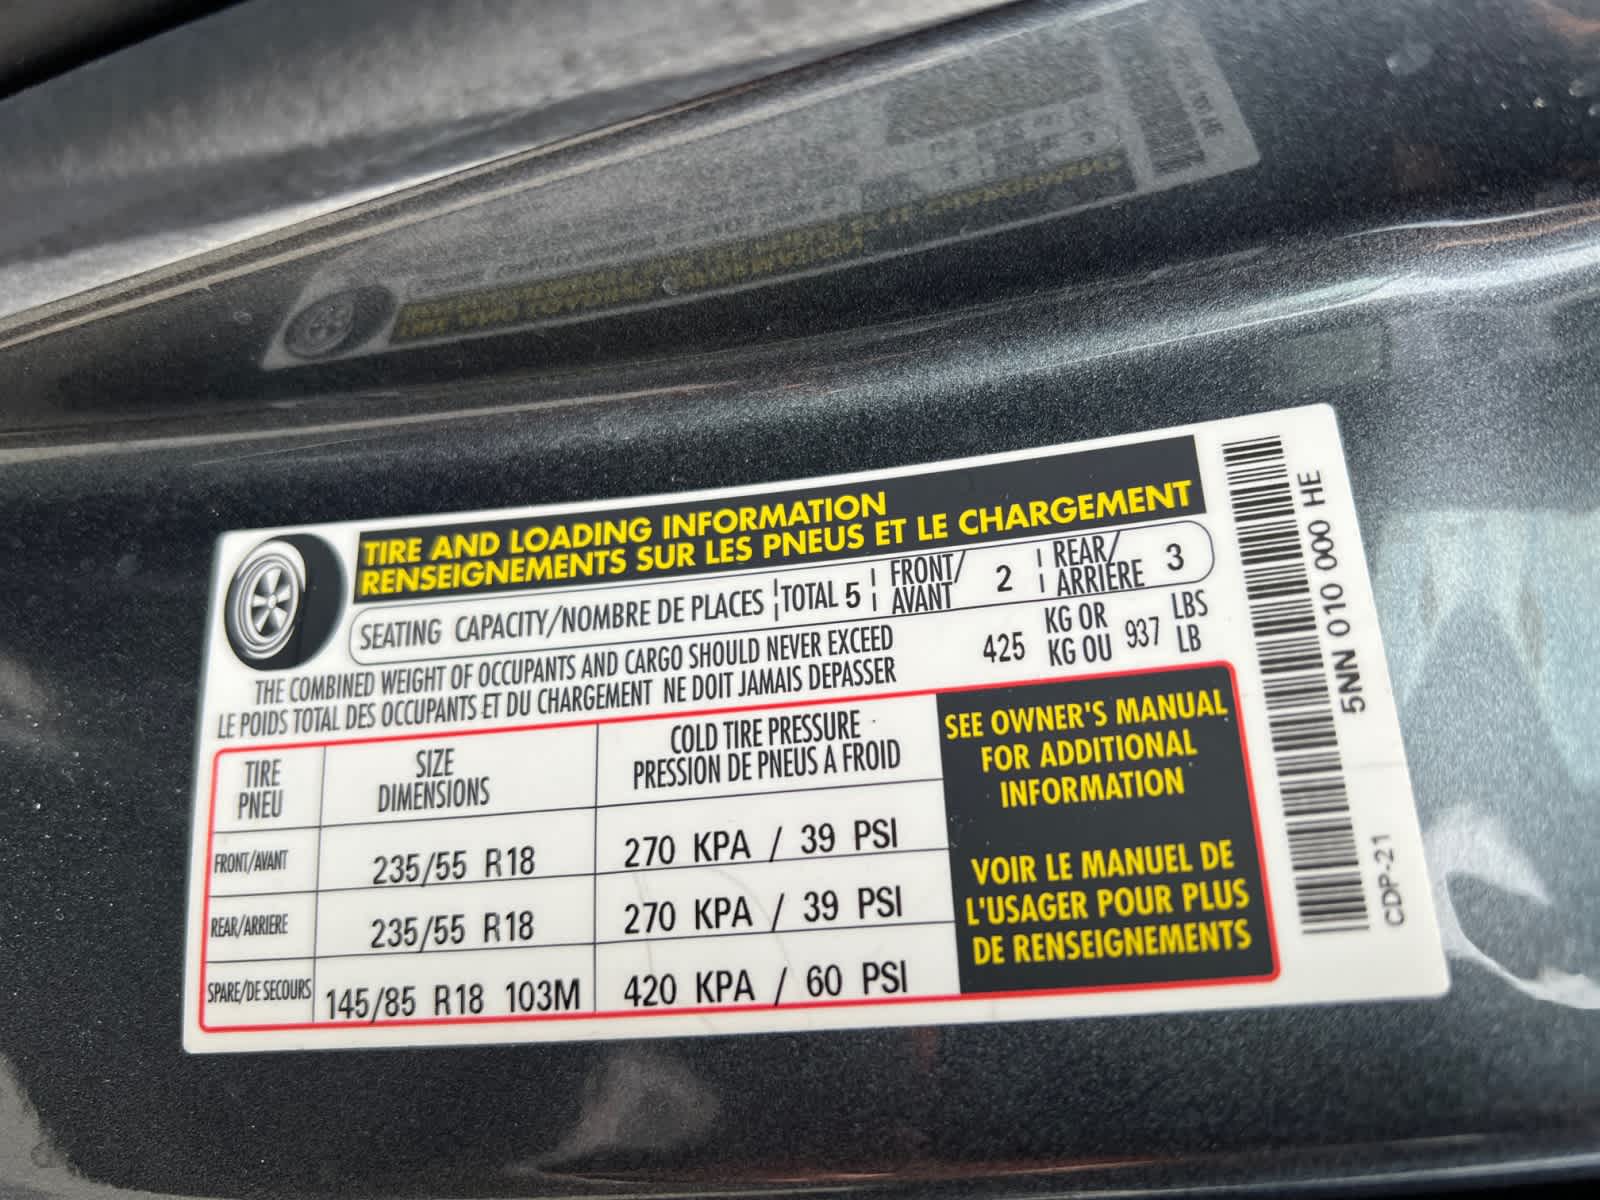 TIRE AND LOADING INFORMATION
RENSEIGNEMENTS SUR LES PNEUS ET LE CHARGEMENT
SEATING CAPACITY/NOMBRE DE PLACES TOTAL 5 FRONT/AVANT 2 REAR/ARRIÈRE 3
THE COMBINED WEIGHT OF OCCUPANTS AND CARGO SHOULD NEVER EXCEED 425 KG OR 937 LBS
LE POIDS TOTAL DES OCCUPANTS ET DU CHARGEMENT NE DOIT JAMAIS DEPASSER KG OU LB
TIRE SIZE COLD TIRE PRESSURE
PNEU DIMENSIONS PRESSION DE PNEUS A FROID
FRONT/AVANT 235/55 R18 270 KPA / 39 PSI
REAR/ARRIERE 235/55 R18 270 KPA / 39 PSI
SPARE/DE SECOURS 145/85 R18 103M 420 KPA / 60 PSI
SEE OWNER'S MANUAL
FOR ADDITIONAL
INFORMATION
VOIR LE MANUEL DE
L'USAGER POUR PLUS
DE RENSEIGNEMENTS
5NN 010 000 HE
CDP-21